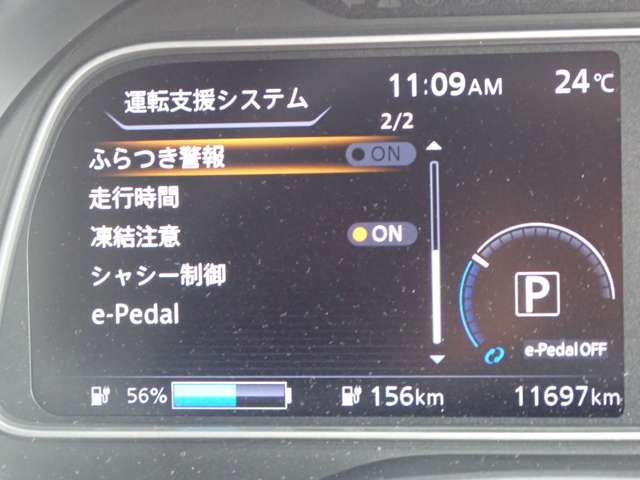 運転支援システム
11:09AM
24℃
2/2
ふらつき警報 ON
走行時間
凍結注意 ON
シャシー制御
e-Pedal
P
e-Pedal OFF
56%
156km
11697km